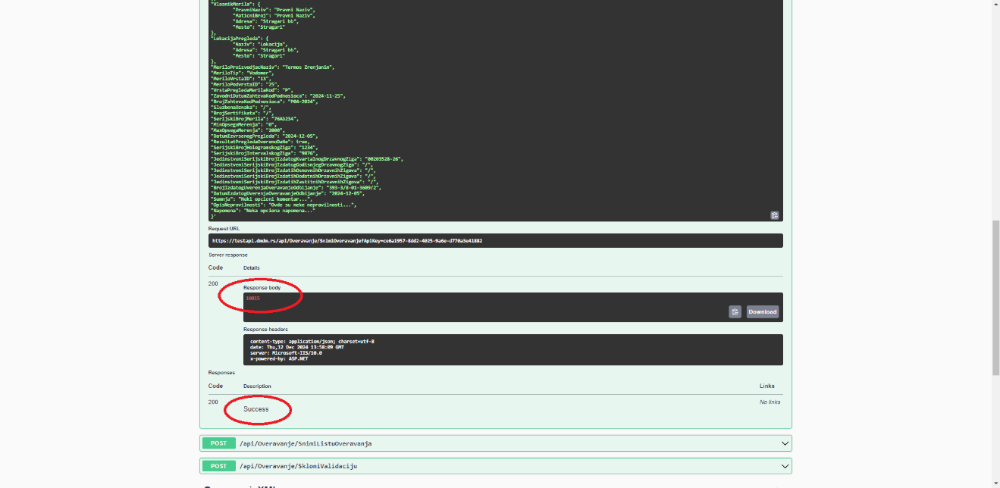 "VlasnikMerila": {
"PravniNaziv": "Pravni Naziv",
"MaticniBroj": "Pravni Naziv",
"Adresa": "Stragari bb",
"Mesto": "Stragari"
},
"LokacijaPregleda": {
"Naziv": "Lokacija",
"Adresa": "Stragari bb",
"Mesto": "Stragari"
},
"MeriloProizvodjacNaziv": "Termos Zrenjanin",
"MeriloTip": "Vodomer",
"MeriloVrstaID": "13",
"MeriloPodvrstaID": "25",
"VrstaPregledaMerilaKod": "P",
"ZavodniDatumZahtevaKodPodnosioca": "2024-11-25",
"BrojZahtevaKodPodnosioca": "P04-2024",
"SluzbenaOznaka": "/",
"BrojSertifikata": "/",
"SerijskiBrojMerila": "76Ab234",
"MinOpsegaMerenja": "0",
"MaxOpsegaMerenja": "2000",
"DatumIzvrsenogPregleda": "2024-12-05",
"RezultatPregledaOverenoDaNe": true,
"SerijskiBrojHologramskogZiga": "1234",
"SerijskiBrojIntervalskogZiga": "9876",
"JedinstveniSerijskiBrojIzdatogKvartalnogDrzavnogZiga": "00203528-26",
"JedinstveniSerijskiBrojIzdatogGodisnjegDrzavnogZiga": "/",
"JedinstveniSerijskiBrojIzdatihOsnovnihDrzavnihZigova": "/",
"JedinstveniSerijskiBrojIzdatihDodatnihDrzavnihZigova": "/",
"JedinstveniSerijskiBrojIzdatihZastitnihDrzavnihZigova": "/",
"BrojIzdatogUverenjaOveravanjeOdbijanje": "393-3/8-01-3609/2",
"DatumIzdatogUverenjaOveravanjeOdbijanje": "2024-12-05",
"Sumnja": "Neki opcioni komentar...",
"OpisNepravilnosti": "Ovde su neke nepravilnosti...",
"Napomena": "Neka opciona napomena..."
}'
Request URL
https://testapi.dmdm.rs/api/Overavanje/SnimiOveravanje?ApiKey=ce6a1957-8dd2-4025-9a6e-d770a3e41882
Server response
Code Details
200
Response body
10815
Download
Response headers
content-type: application/json; charset=utf-8
date: Thu,12 Dec 2024 13:58:09 GMT
server: Microsoft-IIS/10.0
x-powered-by: ASP.NET
Responses
Code Description Links
200 Success No links
POST /api/Overavanje/SnimiListuOveravanja
POST /api/Overavanje/SkloniValidaciju